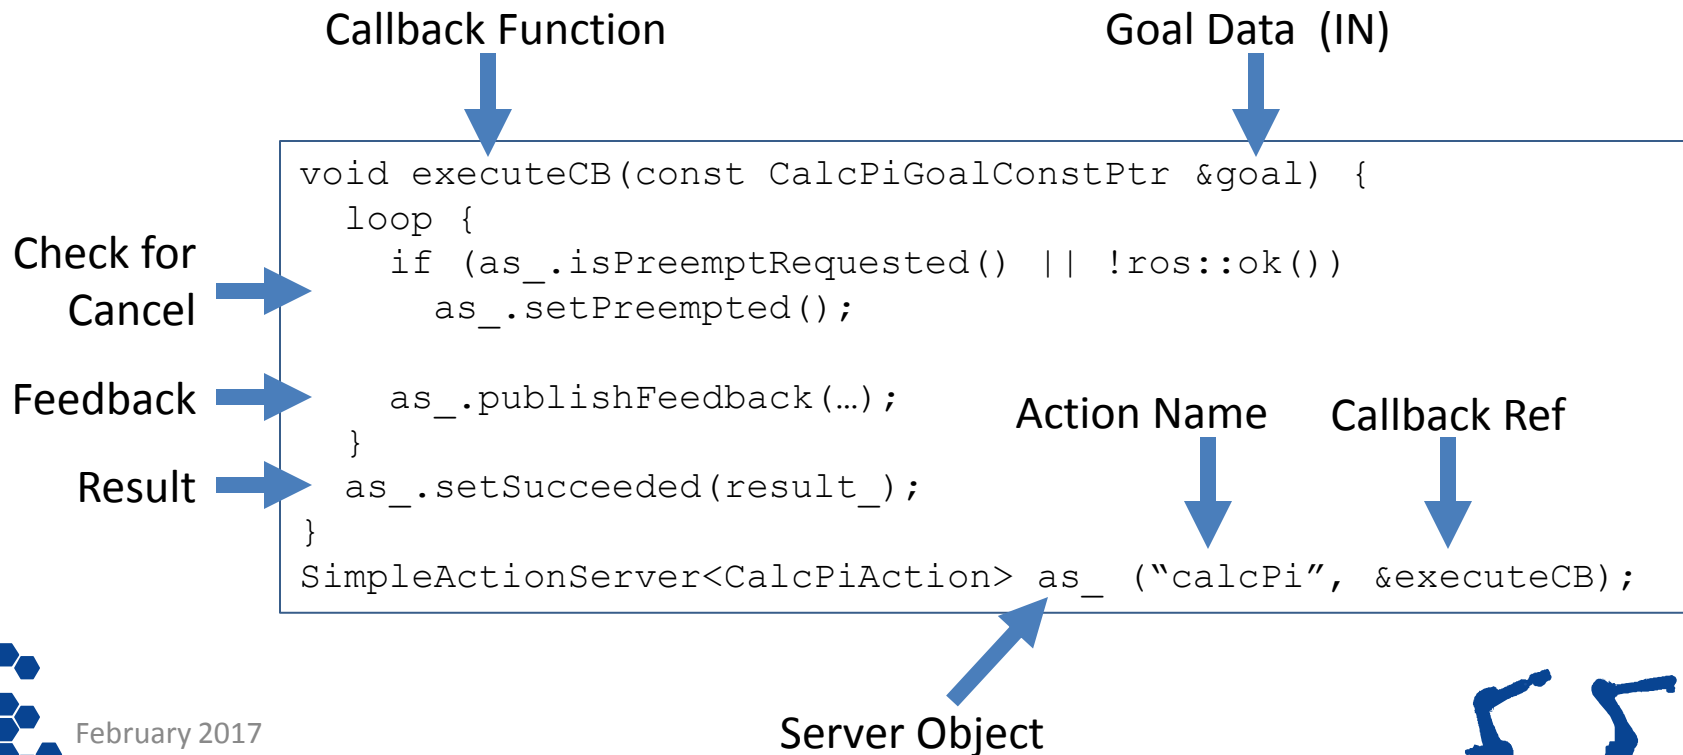 Callback Function
Goal Data (IN)
void executeCB(const CalcPiGoalConstPtr &goal) {
loop {
Check for
Cancel
if (as_.isPreemptRequested() || !ros::ok())
as_.setPreempted();
Feedback
as_.publishFeedback(…);
Action Name
Callback Ref
}
Result
as_.setSucceeded(result_);
}
SimpleActionServer<CalcPiAction> as_ (“calcPi”, &executeCB);
Server Object
February 2017